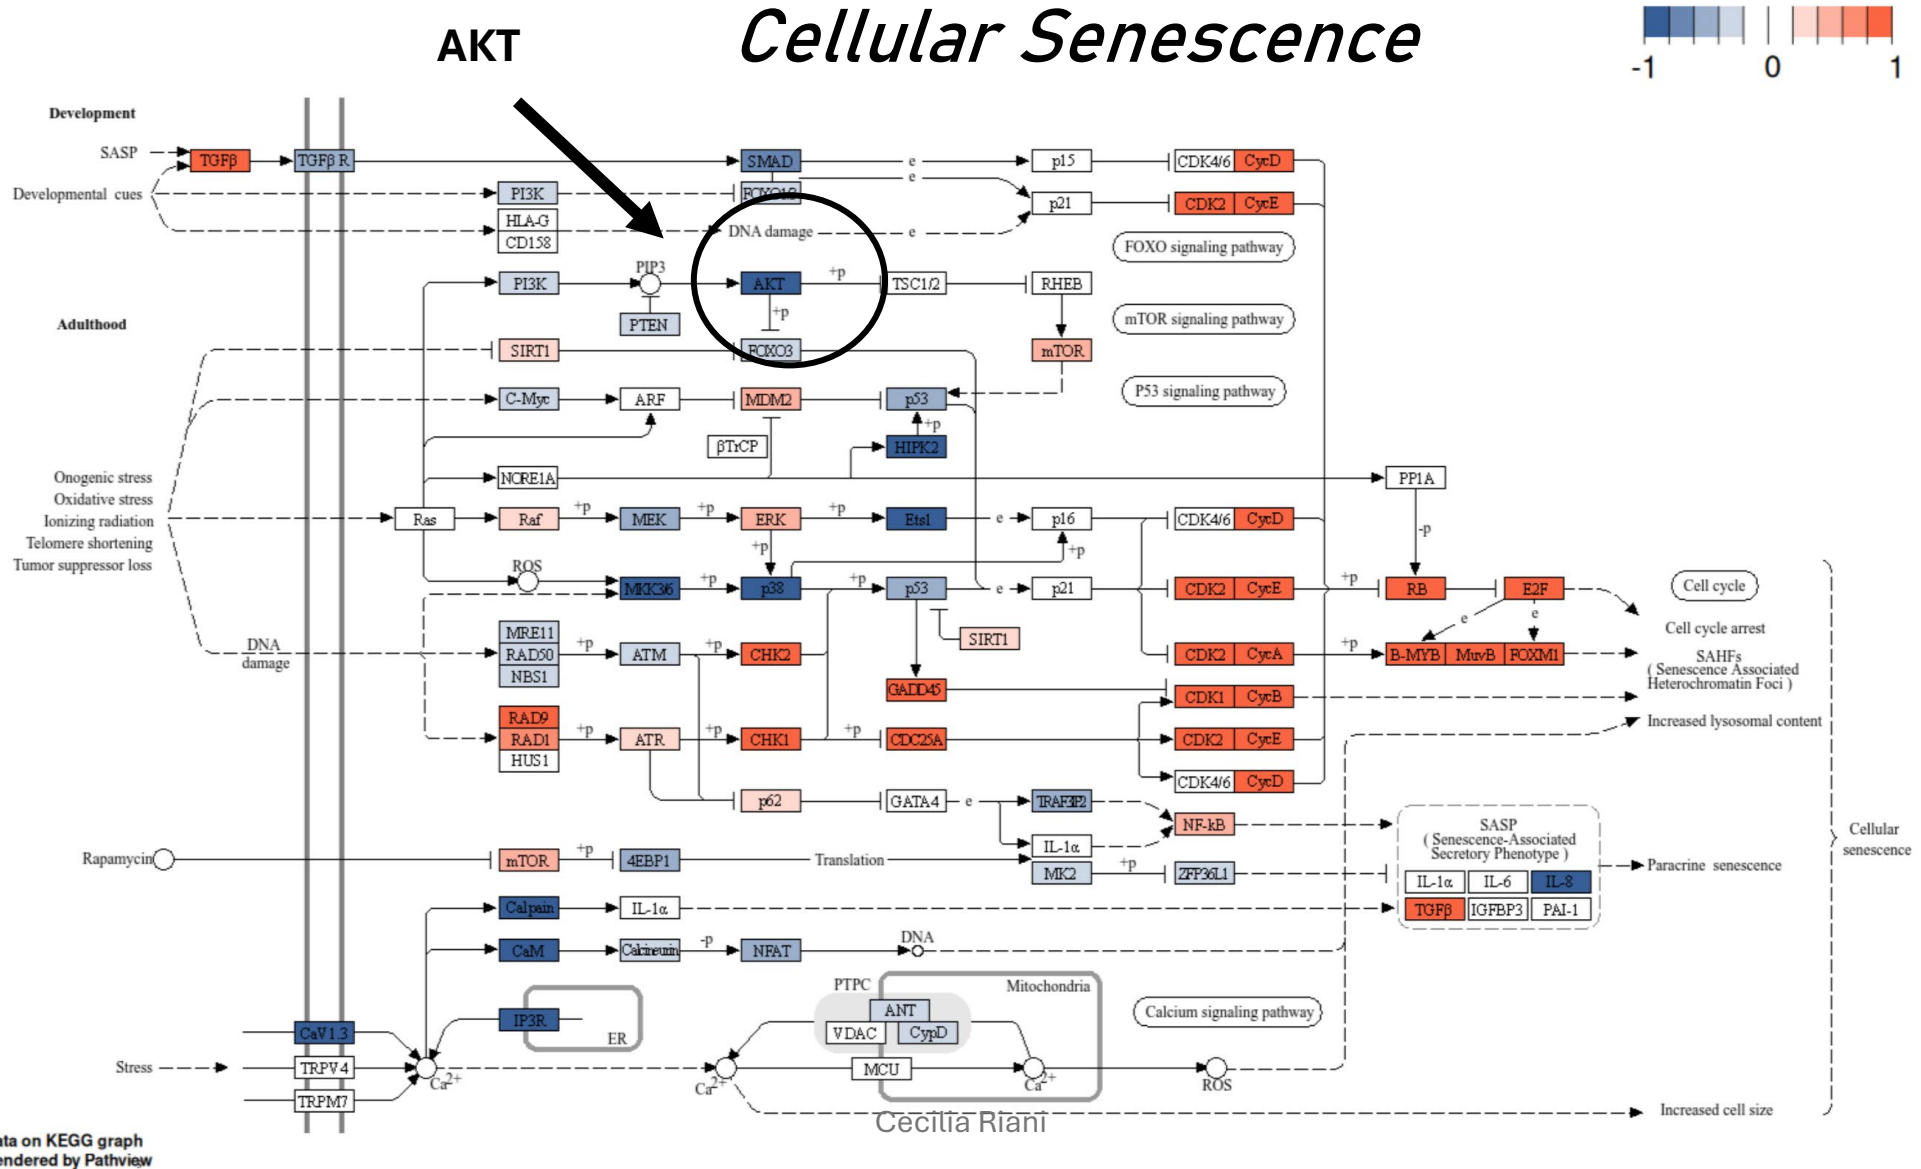 AKT
Cellular Senescence
-1 0 1
Development
SASP
TGFβ
TGFβ R
SMAD
e
p15
CDK4/6 CycD
Developmental cues
PI3K
FOXO1/3
e
p21
CDK2 CycE
HLA-G
CD158
DNA damage
e
FOXO signaling pathway
PIP3
PI3K
AKT
+p
TSC1/2
RHEB
PTEN
+p
mTOR signaling pathway
Adulthood
SIRT1
FOXO3
mTOR
C-Myc
ARF
MDM2
p53
P53 signaling pathway
+p
βTrCP
HIPK2
Onogenic stress
Oxidative stress
Ionizing radiation
Telomere shortening
Tumor suppressor loss
NORE1A
PP1A
Ras
Raf
+p
MEK
+p
ERK
+p
Ets1
e
p16
CDK4/6 CycD
-p
+p
+p
ROS
MKK3/6
+p
p38
+p
p53
e
p21
CDK2 CycE
+p
RB
E2F
Cell cycle
e
e
Cell cycle arrest
DNA
damage
MRE11
RAD50
NBS1
+p
ATM
+p
CHK2
SIRT1
CDK2 CycA
+p
B-MYB MuvB FOXM1
SAHFs
( Senescence Associated
Heterochromatin Foci )
GADD45
CDK1 CycB
Increased lysosomal content
RAD9
RAD1
HUS1
+p
ATR
+p
CHK1
+p
CDC25A
CDK2 CycE
CDK4/6 CycD
p62
GATA4
e
TRAF3IP2
NF-kB
IL-1α
SASP
( Senescence-Associated
Secretory Phenotype )
IL-1α IL-6 IL-8
TGFβ IGFBP3 PAI-1
Paracrine senescence
Cellular
senescence
Rapamycin
mTOR
+p
4EBP1
Translation
MK2
+p
ZFP36L1
Calpain
IL-1α
CaM
Calcineurin
-p
NFAT
DNA
PTPC
Mitochondria
ANT
VDAC
CypD
MCU
Calcium signaling pathway
IP3R
ER
CaV1.3
Stress
TRPV4
TRPM7
Ca2+
Ca2+
Ca2+
ROS
Increased cell size
Cecilia Riani
ata on KEGG graph
endered by Pathview